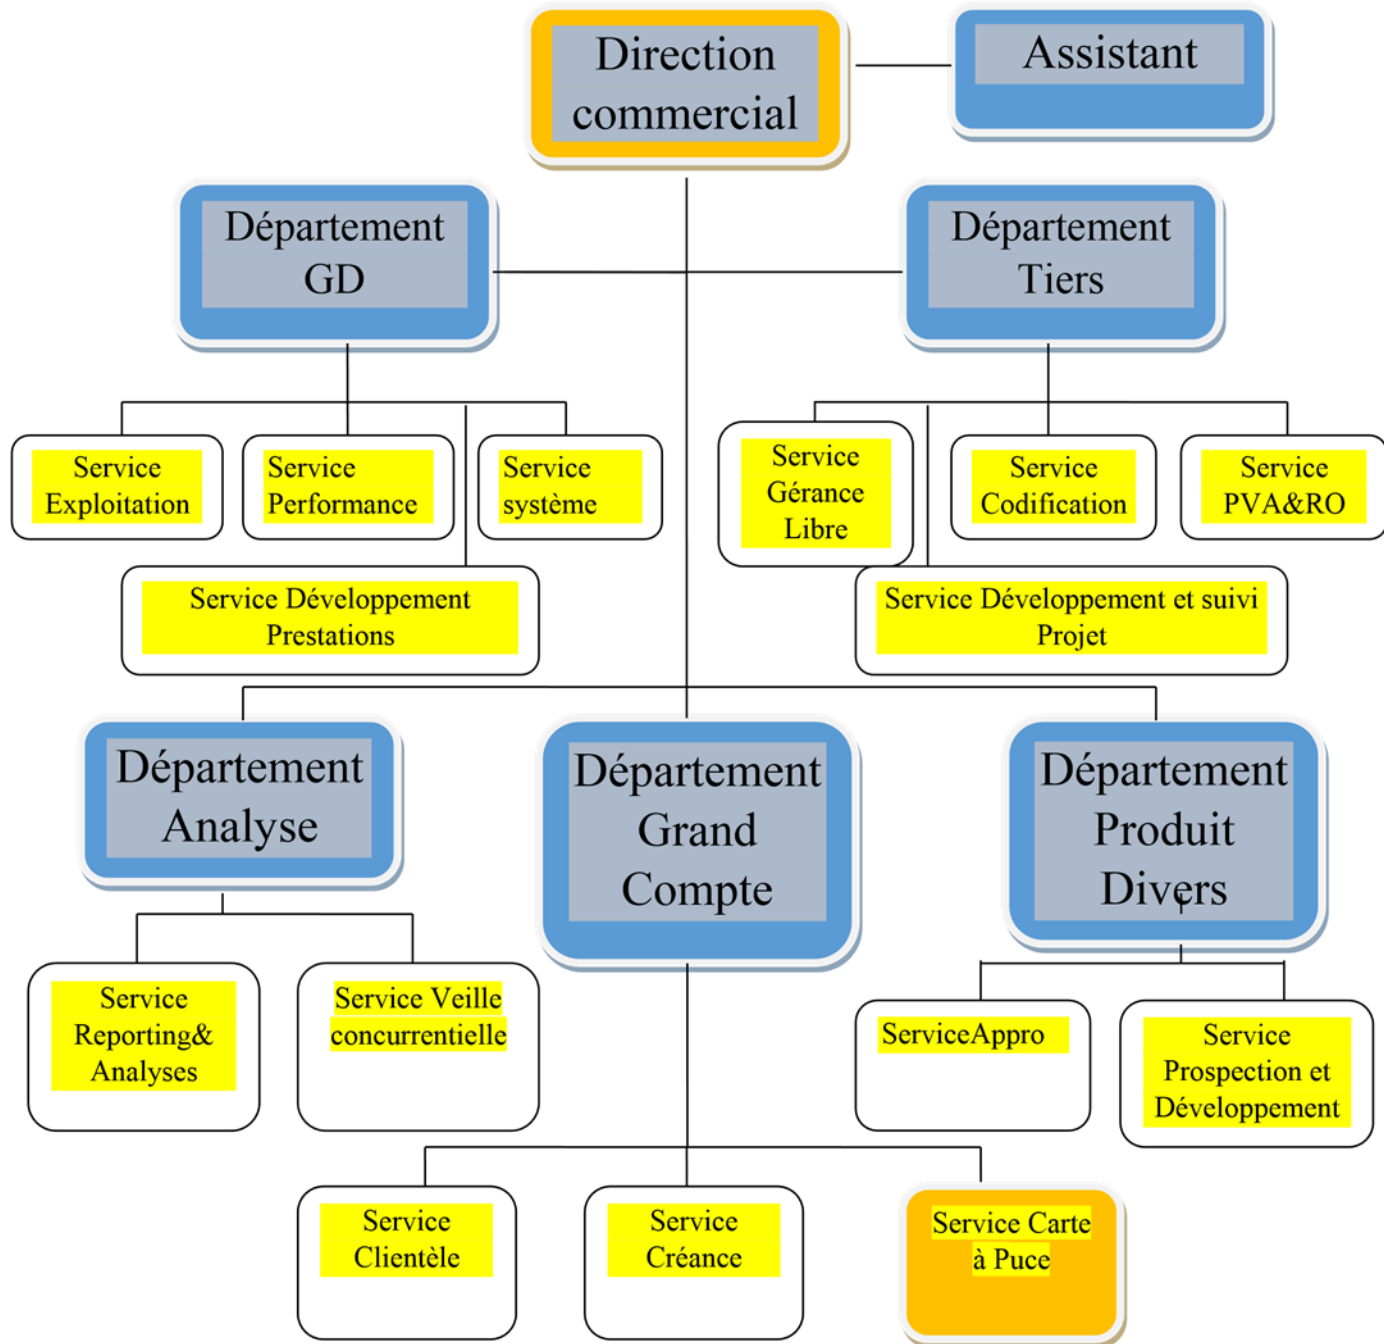 Direction
commercial
Assistant
Département
GD
Département
Tiers
Service
Exploitation
Service
Performance
Service
système
Service
Gérance
Libre
Service
Codification
Service
PVA&RO
Service Développement
Prestations
Service Développement et suivi
Projet
Département
Analyse
Département
Grand
Compte
Département
Produit
Divers
Service
Reporting&
Analyses
Service Veille
concurrentielle
ServiceAppro
Service
Prospection et
Développement
Service
Clientèle
Service
Créance
Service Carte
à Puce